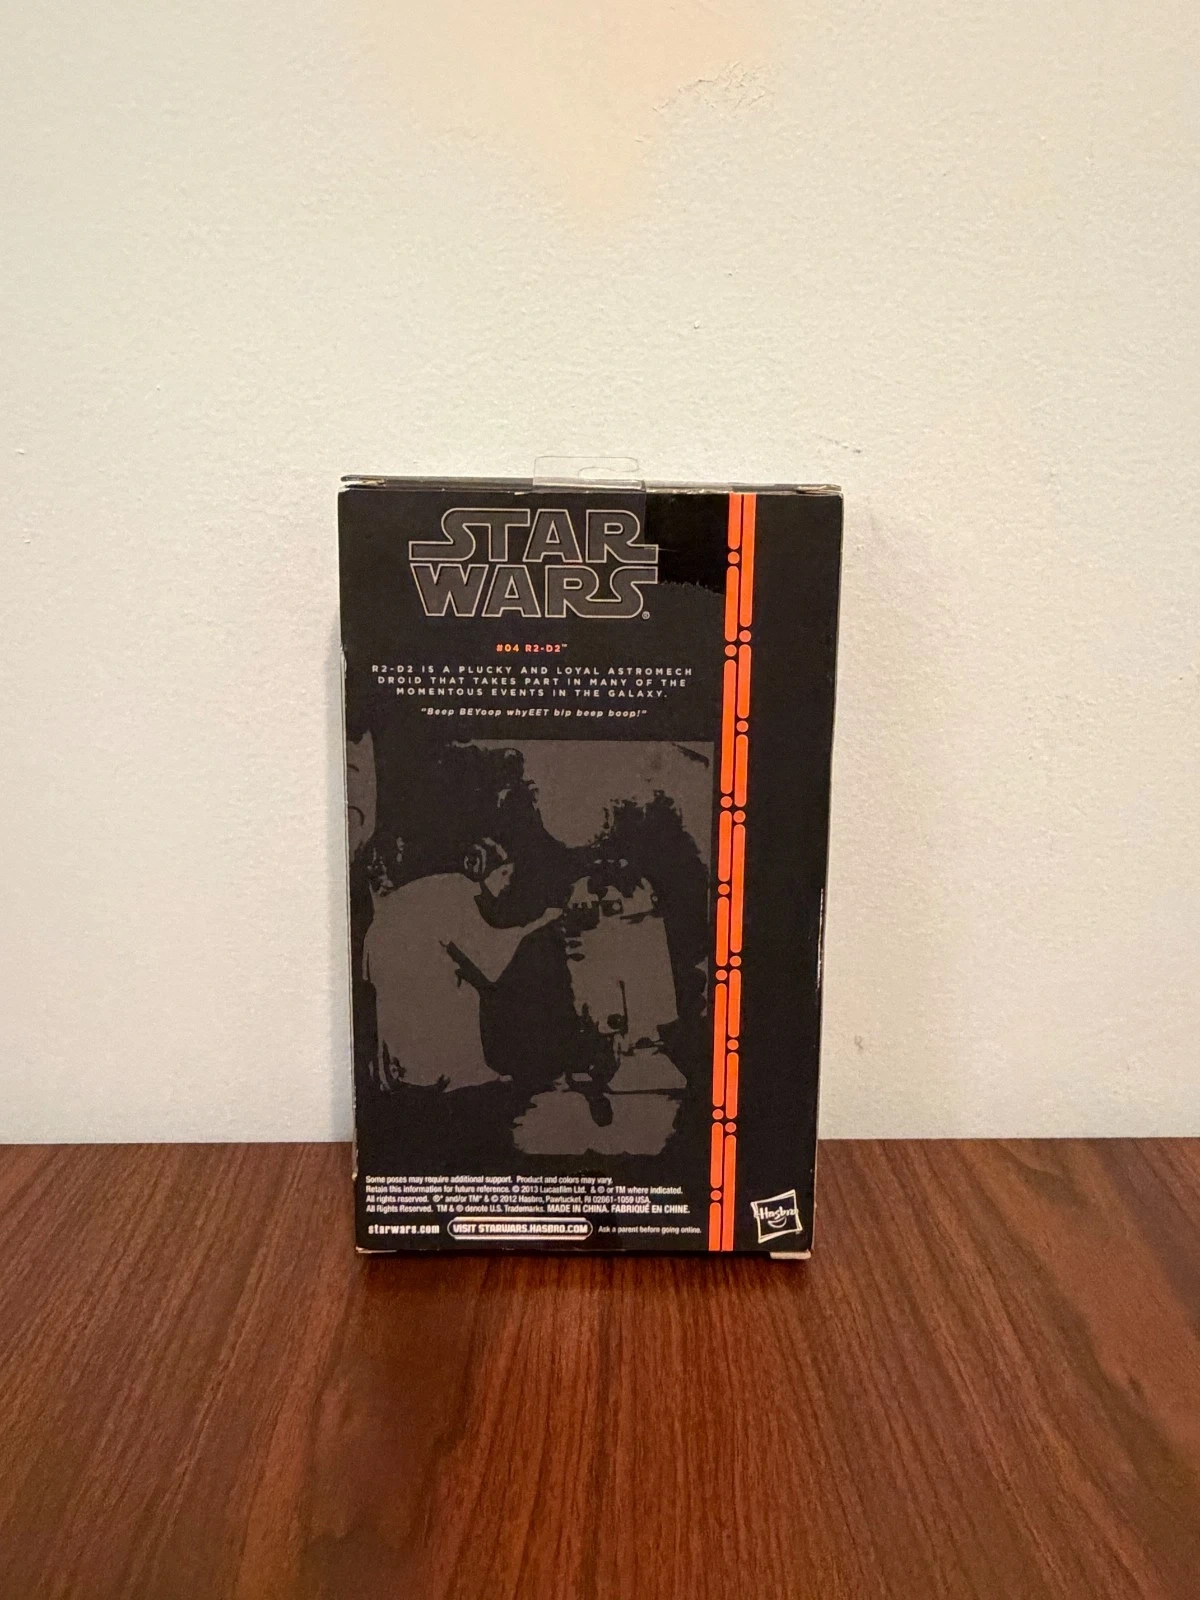 STAR
WARS®
#04 R2-D2™
R2-D2 IS A PLUCKY AND LOYAL ASTROMECH
DROID THAT TAKES PART IN MANY OF THE
MOMENTOUS EVENTS IN THE GALAXY.
"Beep BEYoop whyEET bip beep boop!"
Some poses may require additional support. Product and colors may vary.
Retain this information for future reference. © 2013 Lucasfilm Ltd. & ® or TM where indicated.
All rights reserved. ®* and/or TM* & © 2012 Hasbro, Pawtucket, RI 02861-1059 USA.
All Rights Reserved. TM & ® denote U.S. Trademarks. MADE IN CHINA. FABRIQUÉ EN CHINE.
starwars.com VISIT STARWARS.HASBRO.COM Ask a parent before going online.
Hasbro